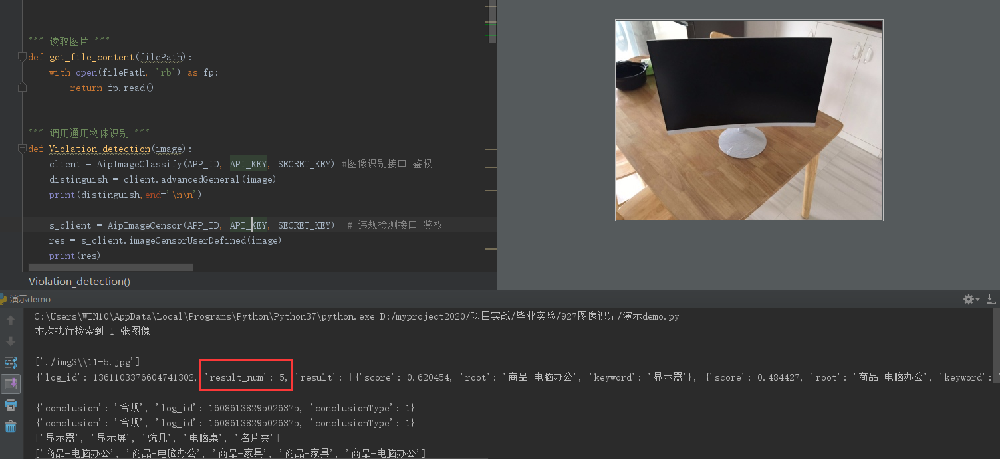 """ 读取图片 """
def get_file_content(filePath):
with open(filePath, 'rb') as fp:
return fp.read()
""" 调用通用物体识别 """
def Violation_detection(image):
client = AipImageClassify(APP_ID, API_KEY, SECRET_KEY) #图像识别接口 鉴权
distinguish = client.advancedGeneral(image)
print(distinguish,end='\n\n')
s_client = AipImageCensor(APP_ID, API_KEY, SECRET_KEY) # 违规检测接口 鉴权
res = s_client.imageCensorUserDefined(image)
print(res)
Violation_detection()
演示demo
C:\Users\WIN10\AppData\Local\Programs\Python\Python37\python.exe D:/myproject2020/项目实战/毕业实验/927图像识别/演示demo.py
本次执行检索到 1 张图像
['./img3\\11-5.jpg']
{'log_id': 1361103376604741302, 'result_num': 5, 'result': [{'score': 0.620454, 'root': '商品-电脑办公', 'keyword': '显示器'}, {'score': 0.484427, 'root': '商品-电脑办公', 'keyword': '
{'conclusion': '合规', 'log_id': 16086138295026375, 'conclusionType': 1}
{'conclusion': '合规', 'log_id': 16086138295026375, 'conclusionType': 1}
['显示器', '显示屏', '炕几', '电脑桌', '名片夹']
['商品-电脑办公', '商品-电脑办公', '商品-家具', '商品-家具', '商品-电脑办公']